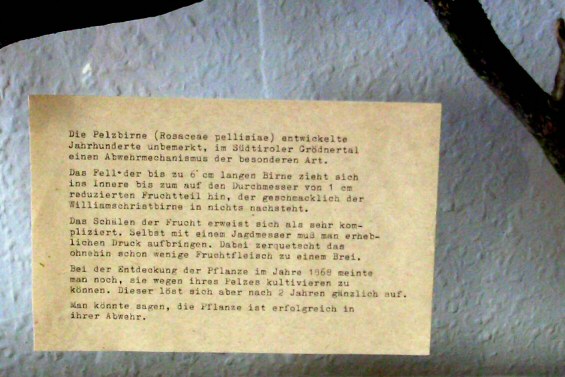 Die Pelzbirne (Rosaceae pellisiae) entwickelte
Jahrhunderte unbemerkt, im Südtiroler Grödnertal
einen Abwehrmechanismus der besonderen Art.
Das Fell der bis zu 6 cm langen Birne zieht sich
ins Innere bis zum auf den Durchmesser von 1 cm
reduzierten Fruchtteil hin, der geschmacklich der
Williamschristbirne in nichts nachsteht.
Das Schälen der Frucht erweist sich als sehr kom-
pliziert. Selbst mit einem Jagdmesser muß man erheb-
lichen Druck aufbringen. Dabei zerquetscht das
ohnehin schon wenige Fruchtfleisch zu einem Brei.
Bei der Entdeckung der Pflanze im Jahre 1868 meinte
man noch, sie wegen ihres Pelzes kultivieren zu
können. Dieser löst sich aber nach 2 Jahren gänzlich auf.
Man könnte sagen, die Pflanze ist erfolgreich in
ihrer Abwehr.